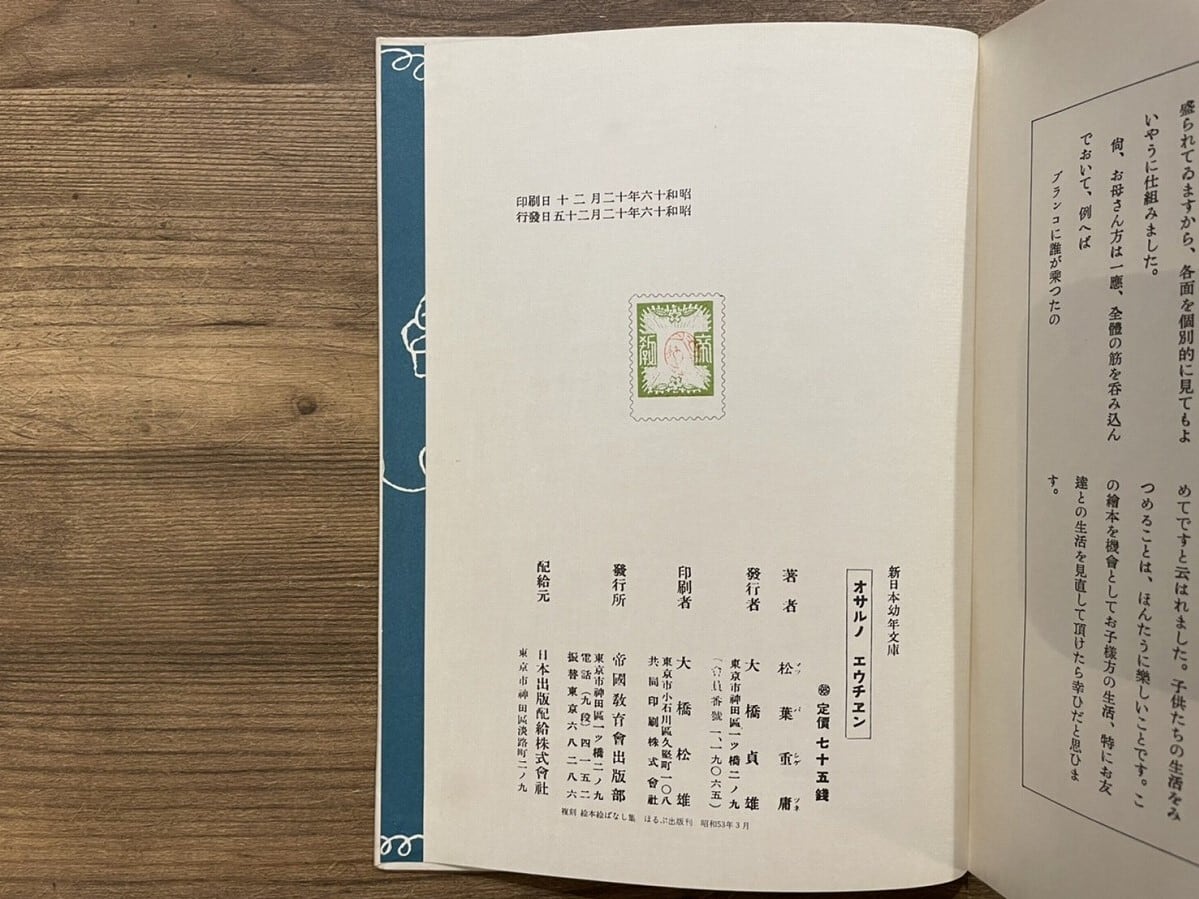 盛られてゐますから、各面を個別的に見てもよ
いやうに仕組みました。
尙、お母さん方は一應、全體の筋を呑み込ん
でおいて、例へば
ブランコに誰が乘つたの
めてですと云はれました。子供たちの生活をみ
つめることは、ほんたうに樂しいことです。こ
の繪本を機會としてお子樣方の生活、特にお友
達との生活を見直して頂けたら幸ひだと思ひま
す。
昭和十六年十二月二十日印刷
昭和十六年十二月二十五日發行
帝
敎
新日本幼年文庫
オサルノ エウチヱン
定價 七十五錢
著者 松葉重庸
マツバシゲツネ
發行者 大橋貞雄
東京市神田區一ツ橋二ノ九
(會員番號一、一九〇六五)
印刷者 大橋松雄
東京市小石川區久堅町一〇八
共同印刷株式會社
發行所 帝國敎育會出版部
東京市神田區一ツ橋二ノ九
電話(九段)四一五二
振替東京六八二八六
配給元 日本出版配給株式會社
東京市神田區淡路町二ノ九
複刻 絵本絵ばなし集 ほるぷ出版刊 昭和53年3月